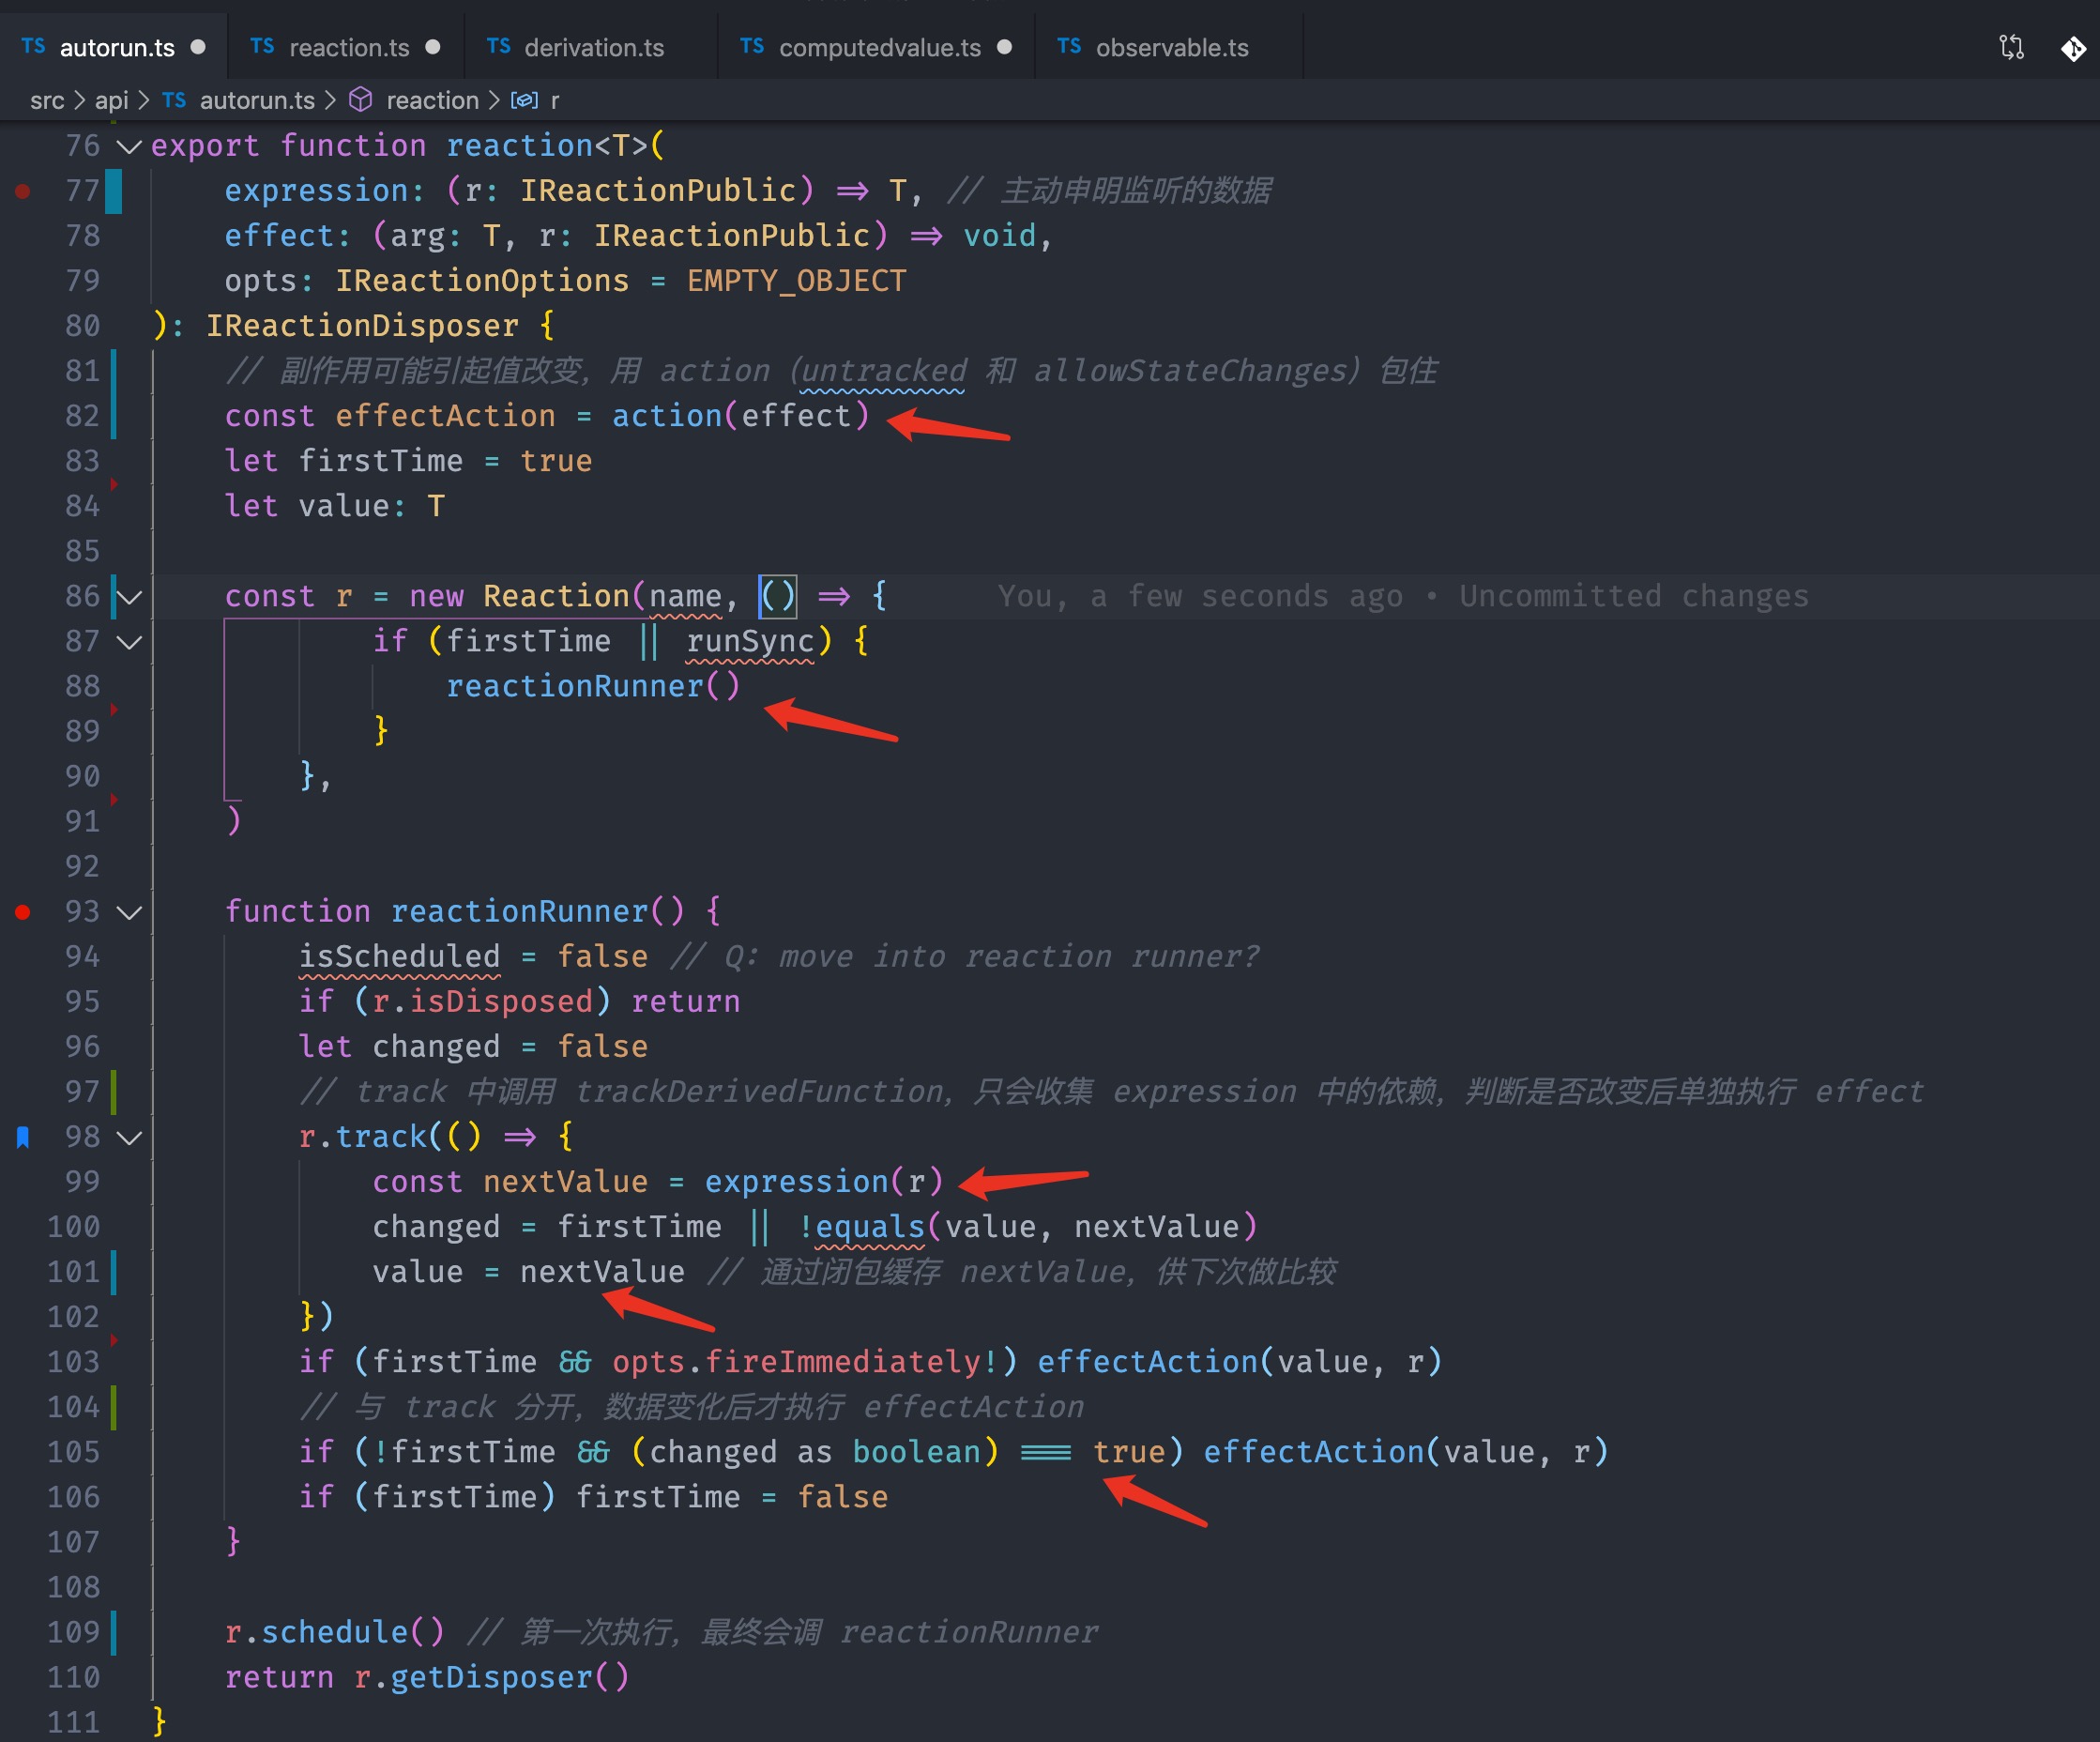 TS autorun.ts TS reaction.ts TS derivation.ts TS computedvalue.ts TS observable.ts
src > api > TS autorun.ts > reaction > r
76 export function reaction<T>(
77 expression: (r: IReactionPublic) => T, // 主动申明监听的数据
78 effect: (arg: T, r: IReactionPublic) => void,
79 opts: IReactionOptions = EMPTY_OBJECT
80 ): IReactionDisposer {
81 // 副作用可能引起值改变，用 action（untracked 和 allowStateChanges）包住
82 const effectAction = action(effect)
83 let firstTime = true
84 let value: T
85
86 const r = new Reaction(name, () => { You, a few seconds ago • Uncommitted changes
87 if (firstTime || runSync) {
88 reactionRunner()
89 }
90 },
91 )
92
93 function reactionRunner() {
94 isScheduled = false // Q: move into reaction runner?
95 if (r.isDisposed) return
96 let changed = false
97 // track 中调用 trackDerivedFunction，只会收集 expression 中的依赖，判断是否改变后单独执行 effect
98 r.track(() => {
99 const nextValue = expression(r)
100 changed = firstTime || !equals(value, nextValue)
101 value = nextValue // 通过闭包缓存 nextValue，供下次做比较
102 })
103 if (firstTime && opts.fireImmediately!) effectAction(value, r)
104 // 与 track 分开，数据变化后才执行 effectAction
105 if (!firstTime && (changed as boolean) === true) effectAction(value, r)
106 if (firstTime) firstTime = false
107 }
108
109 r.schedule() // 第一次执行，最终会调 reactionRunner
110 return r.getDisposer()
111 }